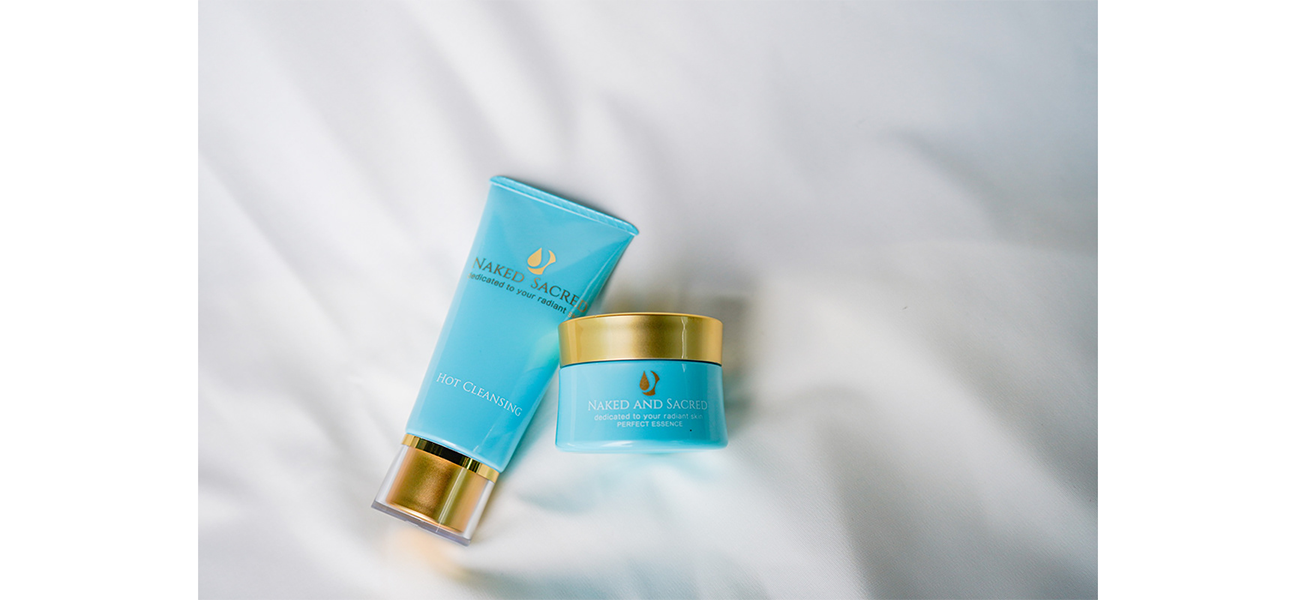 NAKED SACRED
dedicated to your radiant
HOT CLEANSING
NAKED AND SACRED
dedicated to your radiant skin
PERFECT ESSENCE